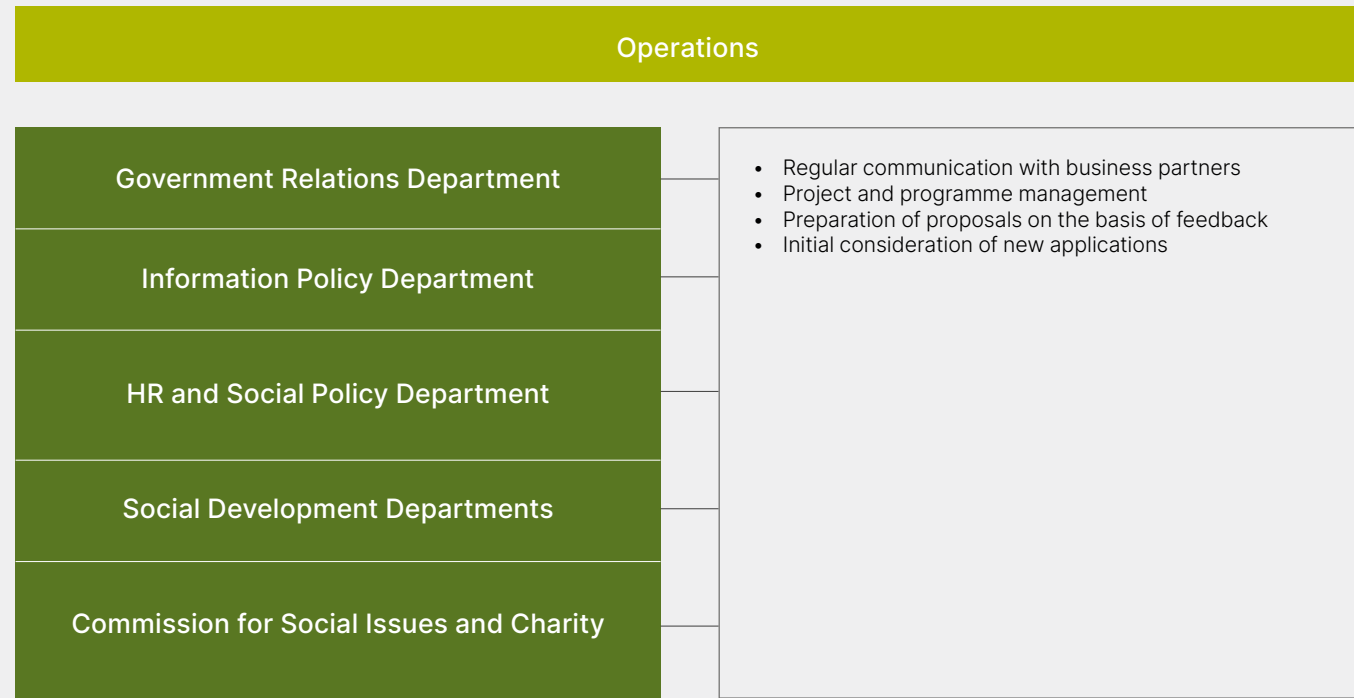 Operations
Government Relations Department
Information Policy Department
HR and Social Policy Department
Social Development Departments
Commission for Social Issues and Charity
• Regular communication with business partners
• Project and programme management
• Preparation of proposals on the basis of feedback
• Initial consideration of new applications